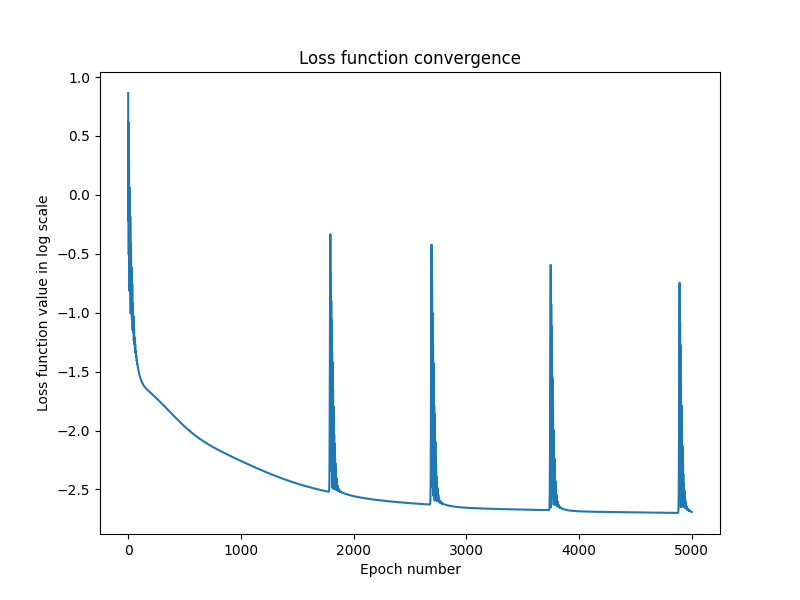 Loss function convergence
1.0
0.5
0.0
−0.5
−1.0
−1.5
−2.0
−2.5
Loss function value in log scale
0 1000 2000 3000 4000 5000
Epoch number